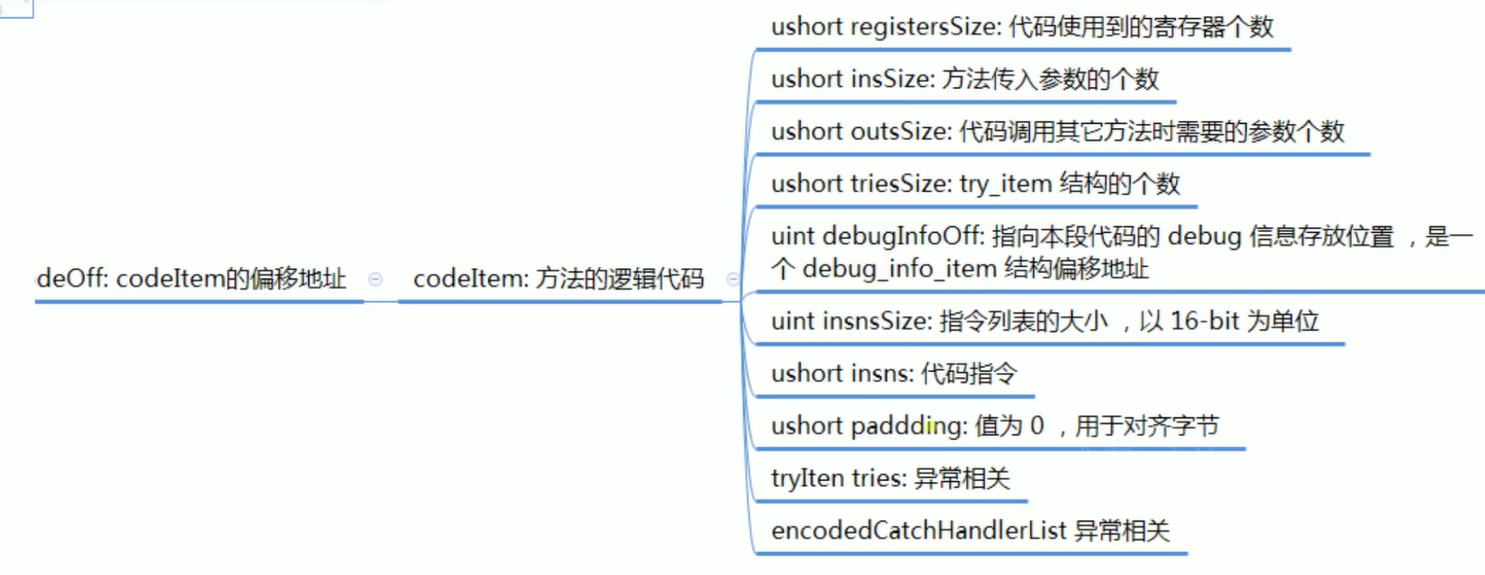 ushort registersSize: 代码使用到的寄存器个数
ushort insSize: 方法传入参数的个数
ushort outsSize: 代码调用其它方法时需要的参数个数
ushort triesSize: try_item 结构的个数
uint debugInfoOff: 指向本段代码的 debug 信息存放位置 ，是一
个 debug_info_item 结构偏移地址
deOff: codeItem的偏移地址
codeItem: 方法的逻辑代码
uint insnsSize: 指令列表的大小 ，以 16-bit 为单位
ushort insns: 代码指令
ushort paddding: 值为 0 ，用于对齐字节
tryIten tries: 异常相关
encodedCatchHandlerList 异常相关